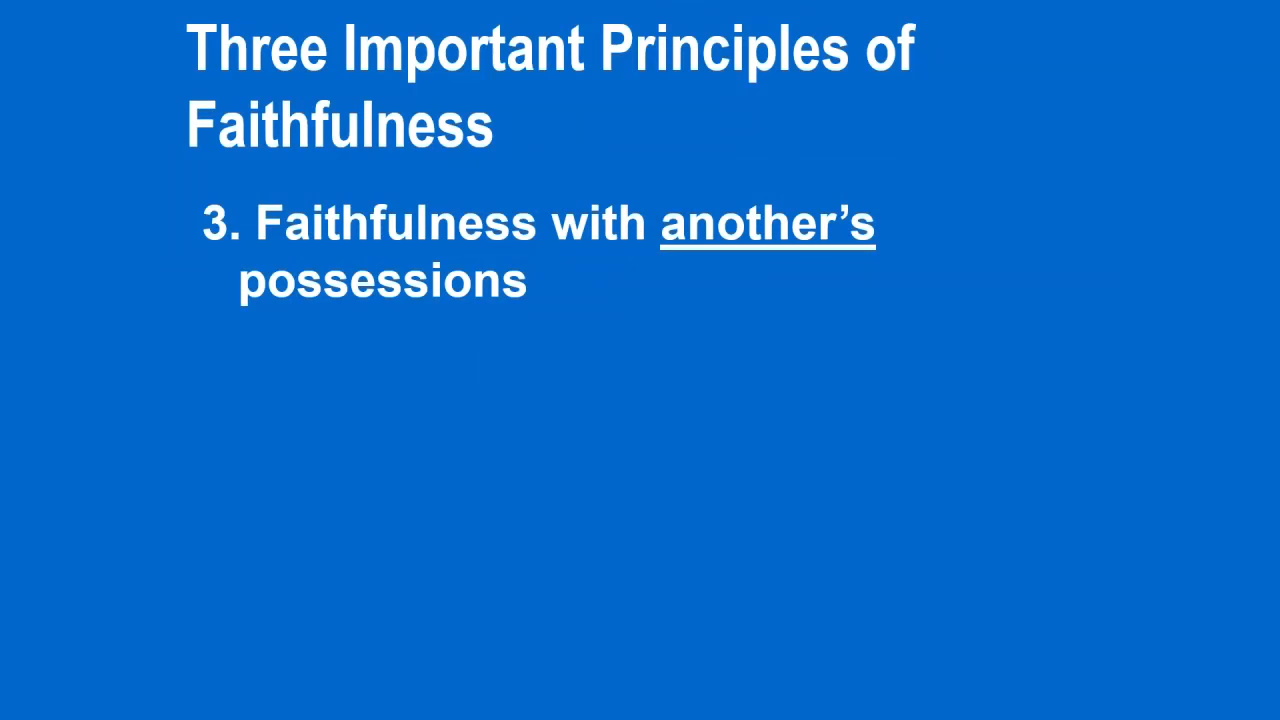 Three Important Principles of
Faithfulness
3. Faithfulness with another’s
possessions